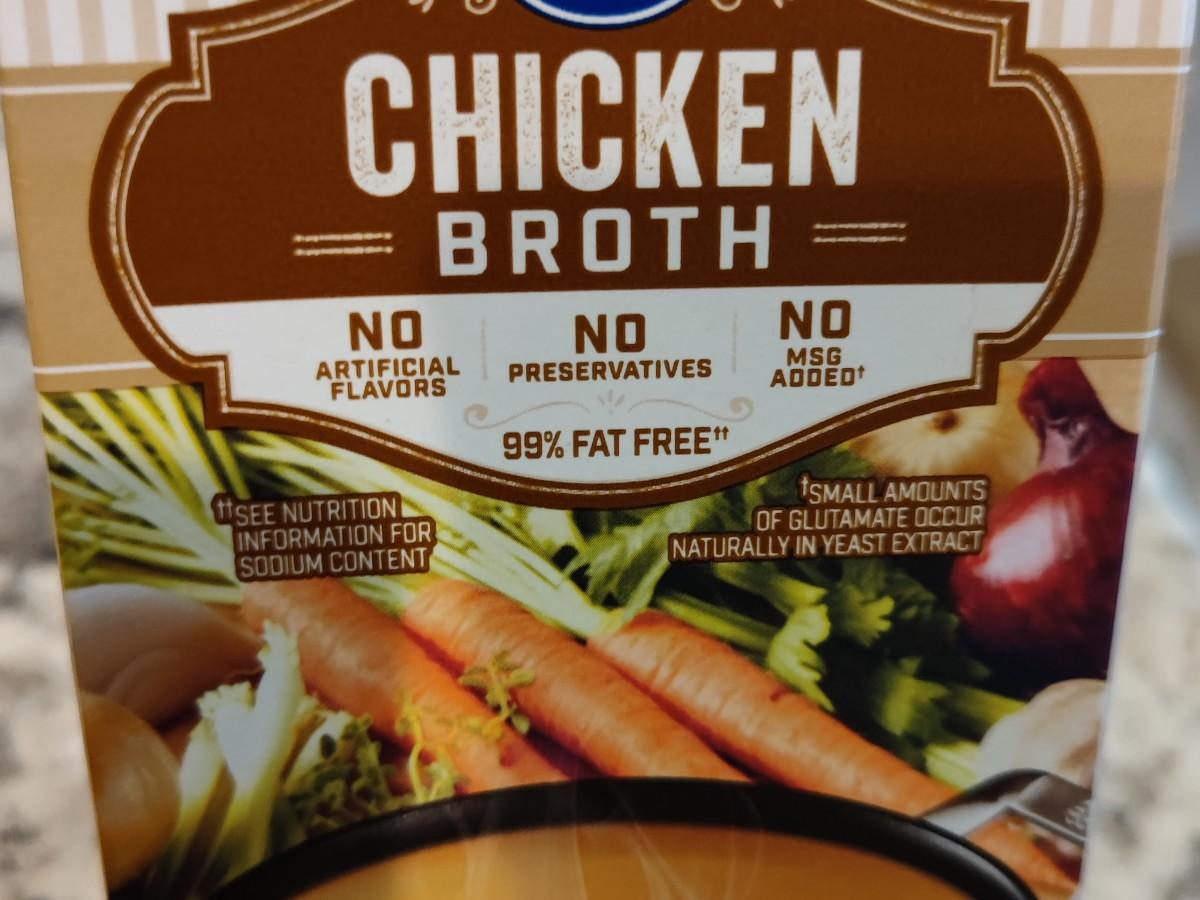 CHICKEN
BROTH
NO
ARTIFICIAL
FLAVORS
NO
PRESERVATIVES
NO
MSG
ADDED†
99% FAT FREE††
††SEE NUTRITION
INFORMATION FOR
SODIUM CONTENT
†SMALL AMOUNTS
OF GLUTAMATE OCCUR
NATURALLY IN YEAST EXTRACT